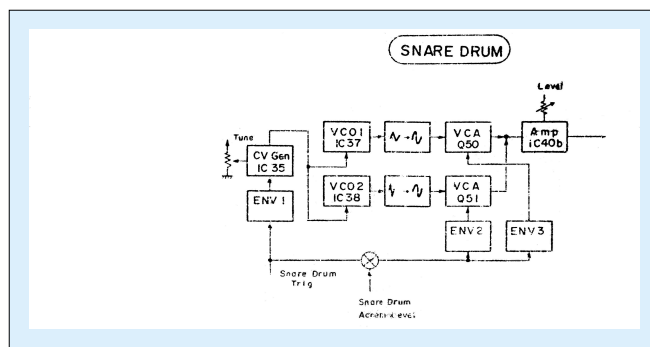 SNARE DRUM
Level
Tune
CV Gen
IC 35
VCO1
IC37
VCA
Q50
Amp
IC40b
VCO2
IC38
VCA
Q51
ENV 1
ENV2
ENV3
Snare Drum
Trig
Snare Drum
Level